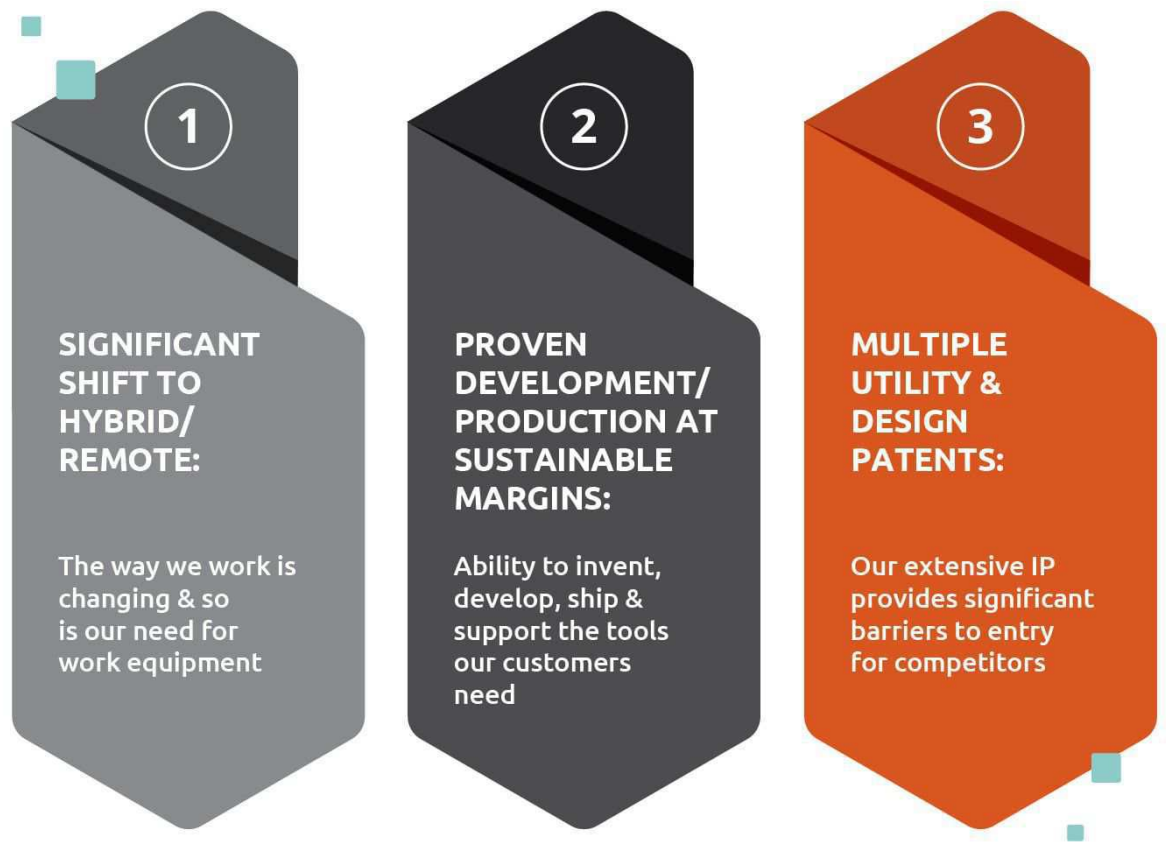 1
SIGNIFICANT
SHIFT TO
HYBRID/
REMOTE:
The way we work is
changing & so
is our need for
work equipment
2
PROVEN
DEVELOPMENT/
PRODUCTION AT
SUSTAINABLE
MARGINS:
Ability to invent,
develop, ship &
support the tools
our customers
need
3
MULTIPLE
UTILITY &
DESIGN
PATENTS:
Our extensive IP
provides significant
barriers to entry
for competitors